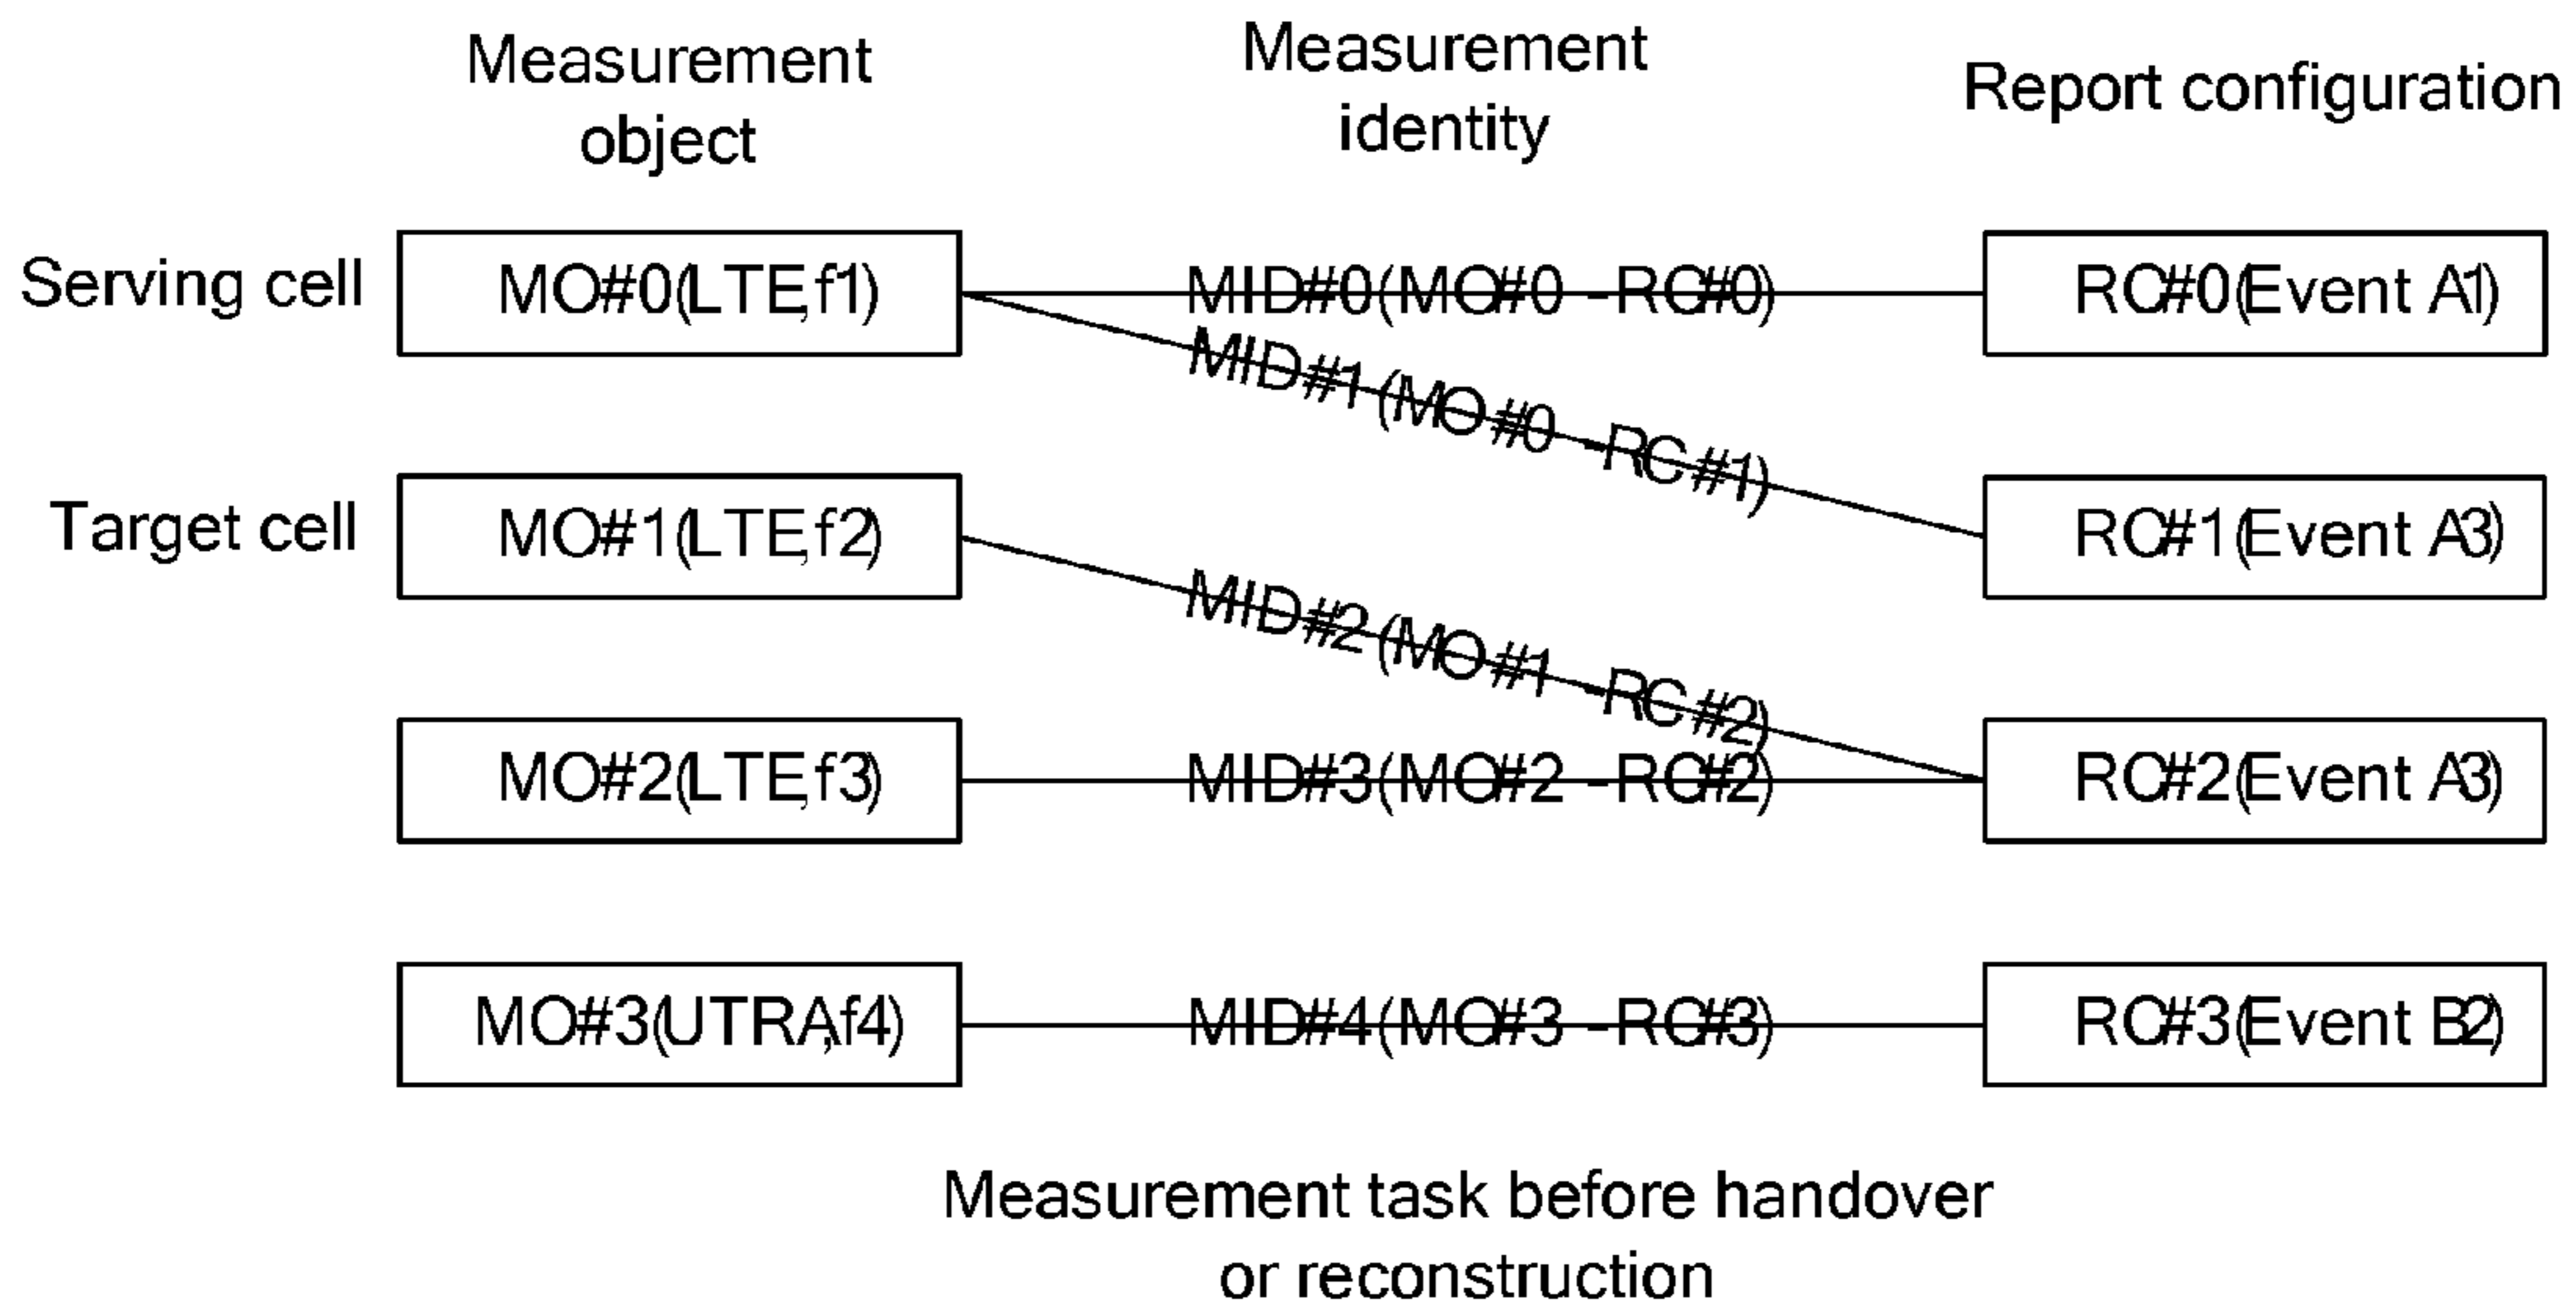 Measurement
object
Measurement
identity
Report configuration
Serving cell
MO#0(LTE,f1)
MID#0(MO#0 -RC#0)
RC#0(Event A1)
MID#1(MO#0 -RC#1)
Target cell
MO#1(LTE,f2)
RC#1(Event A3)
MID#2(MO#1 -RC#2)
MO#2(LTE,f3)
MID#3(MO#2 -RC#2)
RC#2(Event A3)
MO#3(UTRA,f4)
MID#4(MO#3 -RC#3)
RC#3(Event B2)
Measurement task before handover
or reconstruction